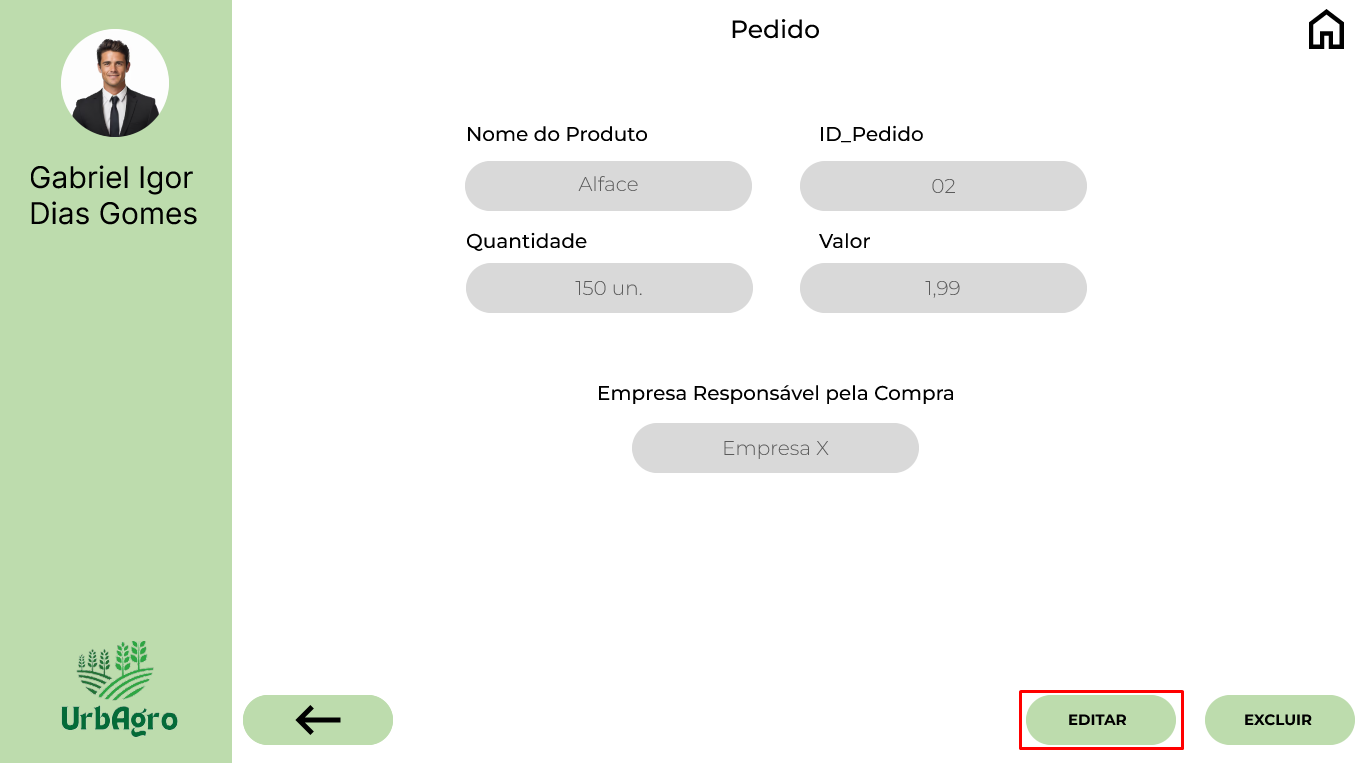 Pedido
Gabriel Igor
Dias Gomes
Nome do Produto
ID_Pedido
Alface
02
Quantidade
Valor
150 un.
1,99
Empresa Responsável pela Compra
Empresa X
UrbAgro
EDITAR
EXCLUIR